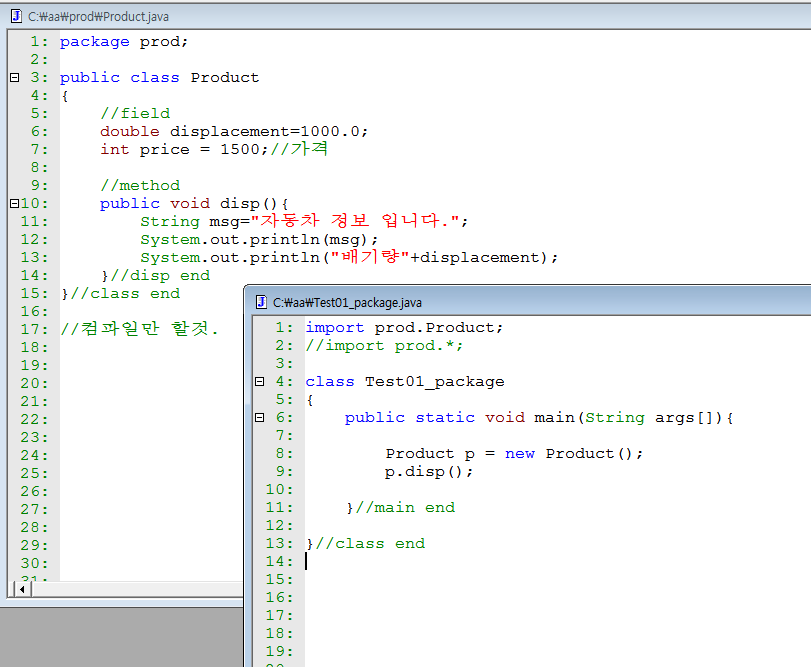 C:\aa\prod\Product.java
1: package prod;
2:
3: public class Product
4: {
5: //field
6: double displacement=1000.0;
7: int price = 1500;//가격
8:
9: //method
10: public void disp(){
11: String msg="자동차 정보 입니다.";
12: System.out.println(msg);
13: System.out.println("배기량"+displacement);
14: }//disp end
15: }//class end
16:
17: //컴파일만 할것.
18:
19:
20:
21:
22:
23:
24:
25:
26:
27:
28:
29:
30:
31:
C:\aa\Test01_package.java
1: import prod.Product;
2: //import prod.*;
3:
4: class Test01_package
5: {
6: public static void main(String args[]){
7:
8: Product p = new Product();
9: p.disp();
10:
11: }//main end
12:
13: }//class end
14:
15:
16:
17:
18:
19:
20: